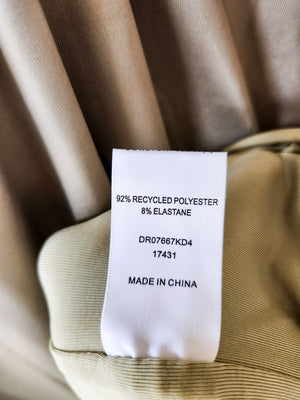 92% RECYCLED POLYESTER
8% ELASTANE
DR07667KD4
17431
MADE IN CHINA